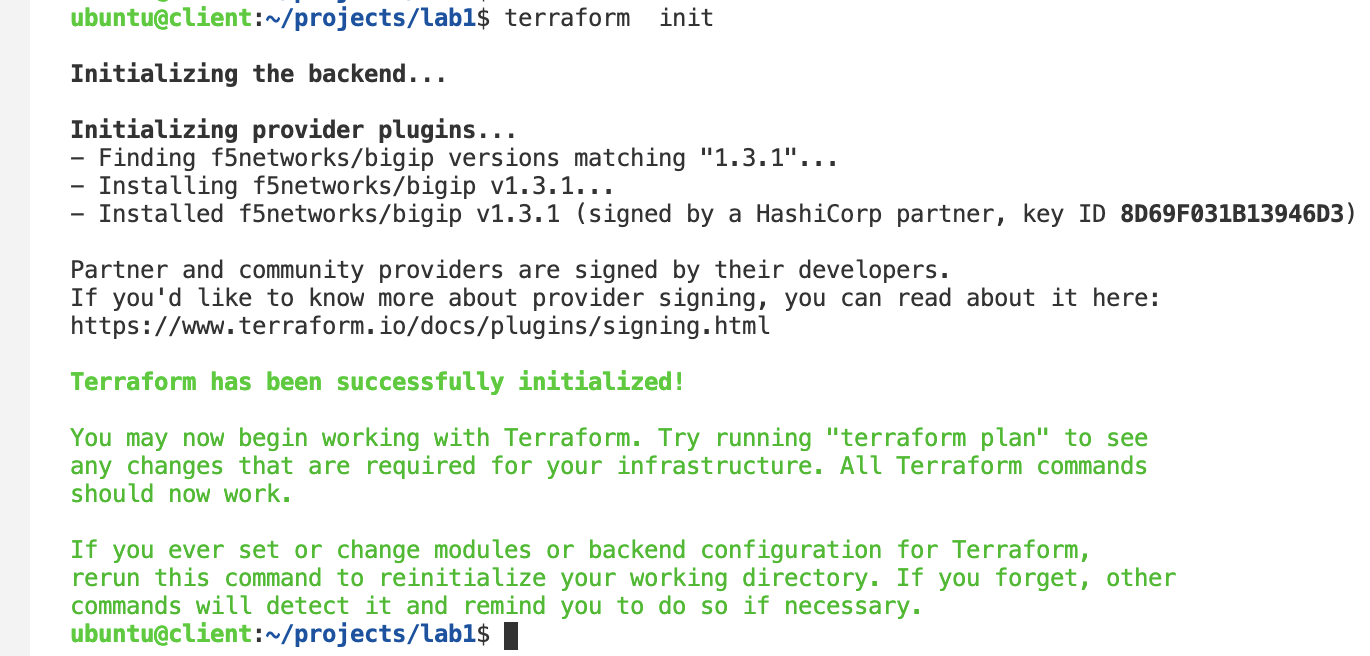 ubuntu@client:~/projects/lab1$ terraform  init
Initializing the backend...
Initializing provider plugins...
- Finding f5networks/bigip versions matching "1.3.1"...
- Installing f5networks/bigip v1.3.1...
- Installed f5networks/bigip v1.3.1 (signed by a HashiCorp partner, key ID 8D69F031B13946D3)
Partner and community providers are signed by their developers.
If you'd like to know more about provider signing, you can read about it here:
https://www.terraform.io/docs/plugins/signing.html
Terraform has been successfully initialized!
You may now begin working with Terraform. Try running "terraform plan" to see
any changes that are required for your infrastructure. All Terraform commands
should now work.
If you ever set or change modules or backend configuration for Terraform,
rerun this command to reinitialize your working directory. If you forget, other
commands will detect it and remind you to do so if necessary.
ubuntu@client:~/projects/lab1$